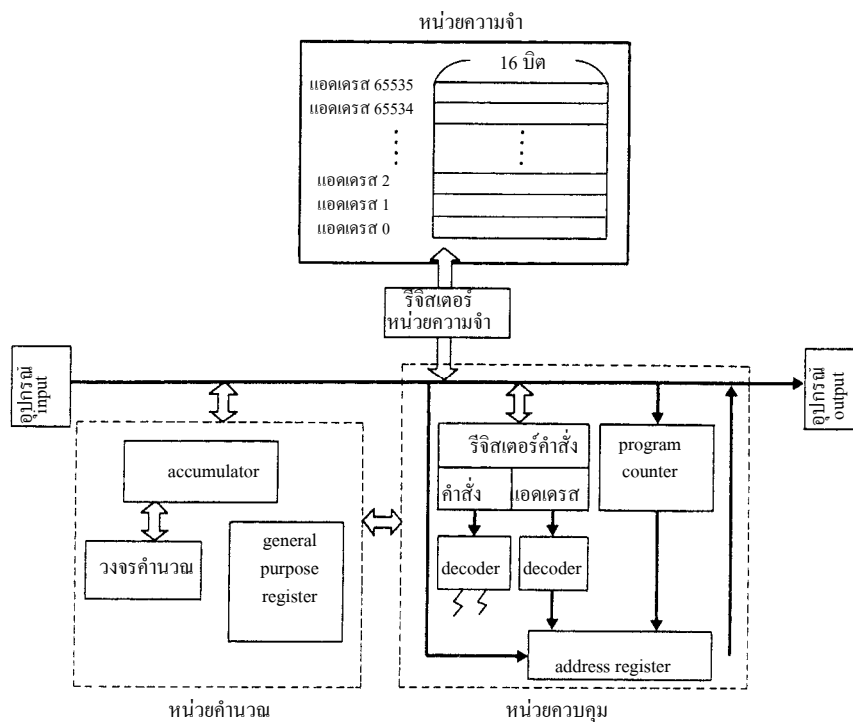 หน่วยความจำ
16 บิต
แอดเดรส 65535
แอดเดรส 65534
แอดเดรส 2
แอดเดรส 1
แอดเดรส 0
รีจิสเตอร์
หน่วยความจำ
อุปกรณ์
input
อุปกรณ์
output
accumulator
วงจรคำนวณ
general
purpose
register
รีจิสเตอร์คำสั่ง
คำสั่ง
แอดเดรส
program
counter
decoder
decoder
address register
หน่วยคำนวณ
หน่วยควบคุม